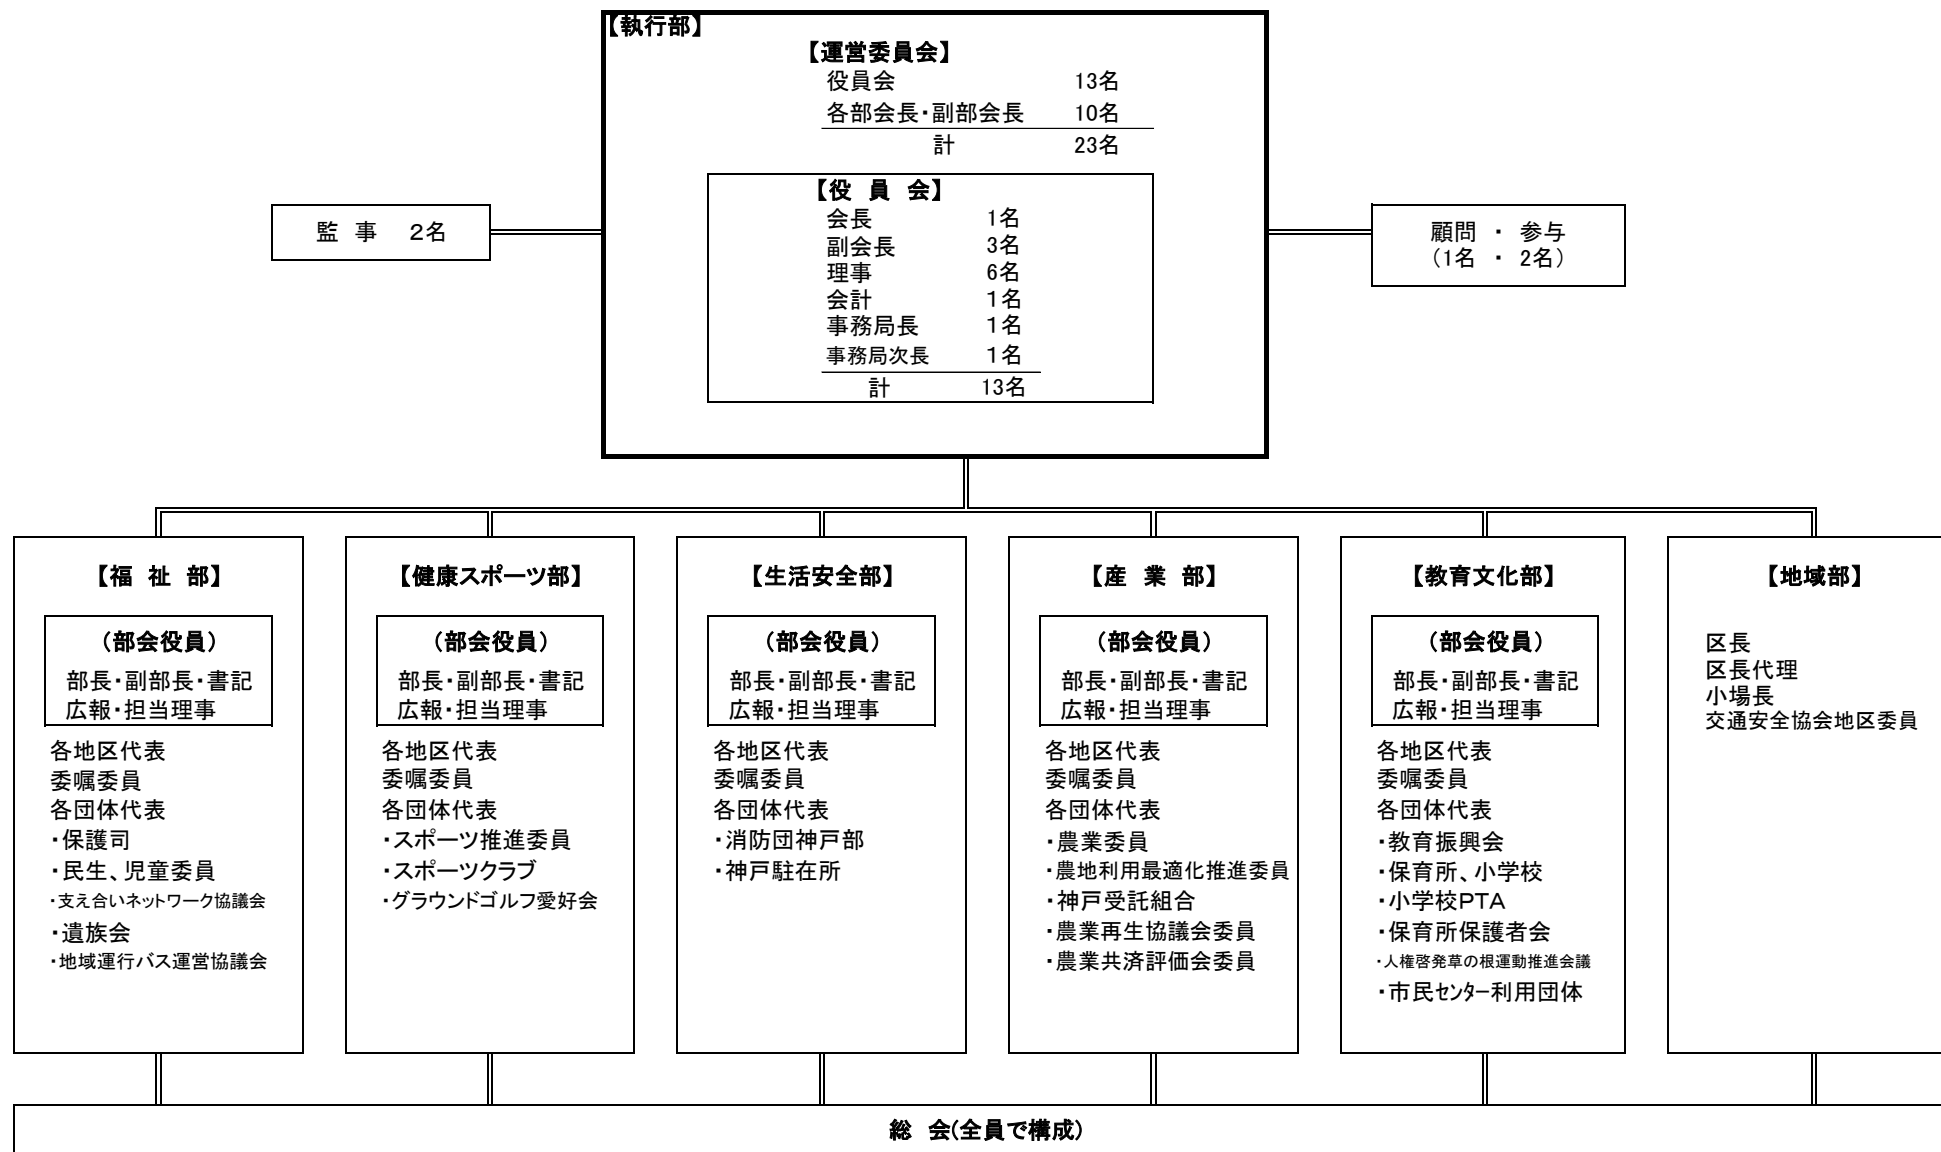 【執行部】
【運営委員会】
役員会 13名
各部会長・副部会長 10名
計 23名
【役 員 会】
会長 1名
副会長 3名
理事 6名
会計 1名
事務局長 1名
事務局次長 1名
計 13名
監 事 2名
顧問 ・ 参与
(1名 ・ 2名)
【福 祉 部】
(部会役員)
部長・副部長・書記
広報・担当理事
各地区代表
委嘱委員
各団体代表
・保護司
・民生、児童委員
・支え合いネットワーク協議会
・遺族会
・地域運行バス運営協議会
【健康スポーツ部】
(部会役員)
部長・副部長・書記
広報・担当理事
各地区代表
委嘱委員
各団体代表
・スポーツ推進委員
・スポーツクラブ
・グラウンドゴルフ愛好会
【生活安全部】
(部会役員)
部長・副部長・書記
広報・担当理事
各地区代表
委嘱委員
各団体代表
・消防団神戸部
・神戸駐在所
【産 業 部】
(部会役員)
部長・副部長・書記
広報・担当理事
各地区代表
委嘱委員
各団体代表
・農業委員
・農地利用最適化推進委員
・神戸受託組合
・農業再生協議会委員
・農業共済評価会委員
【教育文化部】
(部会役員)
部長・副部長・書記
広報・担当理事
各地区代表
委嘱委員
各団体代表
・教育振興会
・保育所、小学校
・小学校PTA
・保育所保護者会
・人権啓発草の根運動推進会議
・市民センター利用団体
【地域部】
区長
区長代理
小場長
交通安全協会地区委員
総 会(全員で構成)